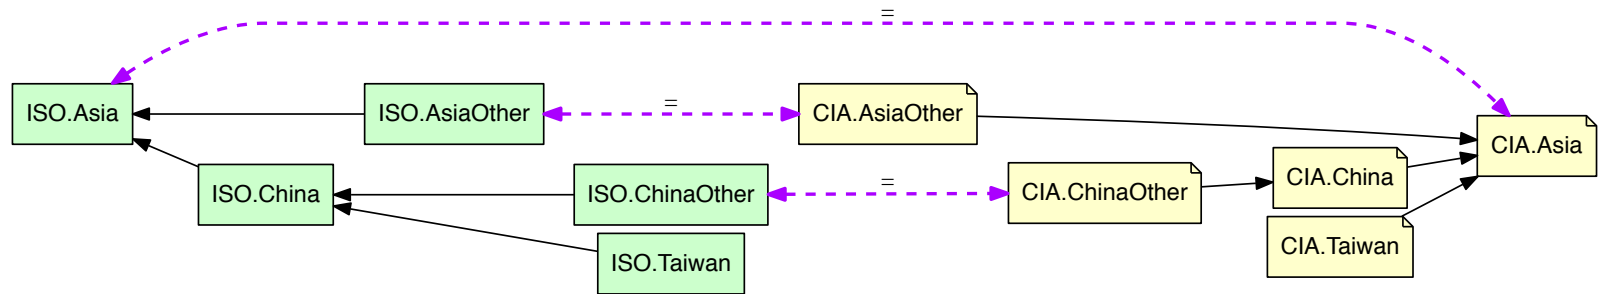 =
ISO.Asia
ISO.AsiaOther
=
CIA.AsiaOther
CIA.Asia
ISO.China
ISO.ChinaOther
=
CIA.ChinaOther
CIA.China
ISO.Taiwan
CIA.Taiwan